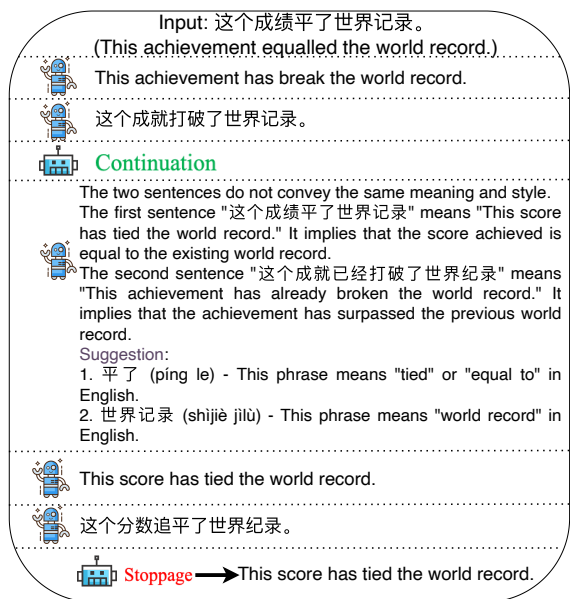 Input: 这个成绩平了世界记录。
(This achievement equalled the world record.)
This achievement has break the world record.
这个成就打破了世界记录。
Continuation
The two sentences do not convey the same meaning and style.
The first sentence "这个成绩平了世界记录" means "This score
has tied the world record." It implies that the score achieved is
equal to the existing world record.
The second sentence "这个成就已经打破了世界纪录" means
"This achievement has already broken the world record." It
implies that the achievement has surpassed the previous world
record.
Suggestion:
1. 平了 (píng le) - This phrase means "tied" or "equal to" in
English.
2. 世界记录 (shìjiè jìlù) - This phrase means "world record" in
English.
This score has tied the world record.
这个分数追平了世界纪录。
Stoppage This score has tied the world record.